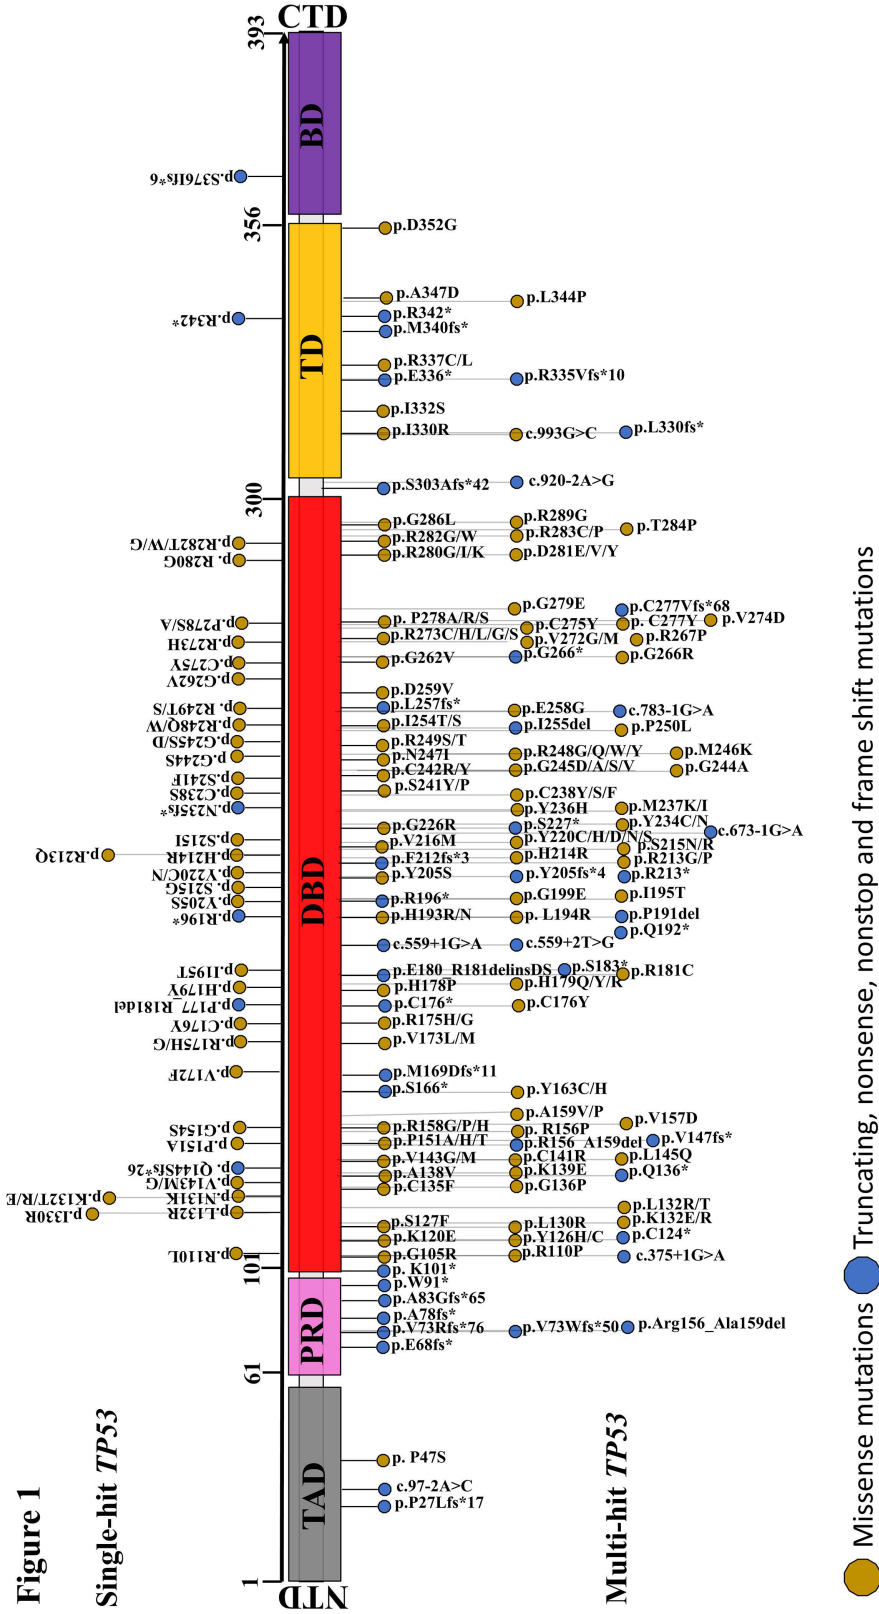 Figure 1
Single-hit TP53
p.R110L
p.I330R
p.L132R
p.K132T/R/E
p.N131K
p.V143M/G
p. Q144Sfs*26
p.P151A
p.G154S
p.V172F
p.R175H/G
p.C176Y
p.P177_R181del
p.H179Y
p.I195T
p.R196*
p.Y205S
p.S215G
p.Y220C/N
p.H214R
p.R213Q
p.S215I
p.N235fs*
p.C238S
p.S241F
p.G244S
p.G245S/D
p.R248Q/W
p. R249T/S
p.G262V
p.C275Y
p.R273H
p.P278S/A
p. R280G
p.R282T/W/G
p.R342*
p.S376Ifs*6
1
61
101
300
356
393
NTD
TAD
PRD
DBD
TD
BD
CTD
p.P27Lfs*17
c.97-2A>C
p. P47S
p.E68fs*
p.V73Rfs*76
p.V73Wfs*50
p.Arg156_Ala159del
p.A78fs*
p.A83Gfs*65
p.W91*
p. K101*
p.G105R
p.R110P
c.375+1G>A
p.K120E
p.Y126H/C
p.C124*
p.S127F
p.L130R
p.K132E/R
p.L132R/T
p.C135F
p.G136P
p.A138V
p.K139E
p.Q136*
p.V143G/M
p.C141R
p.L145Q
p.P151A/H/T
p.R156_A159del
p.V147fs*
p.R158G/P/H
p. R156P
p.V157D
p.A159V/P
p.S166*
p.Y163C/H
p.M169Dfs*11
p.V173L/M
p.R175H/G
p.C176*
p.C176Y
p.H178P
p.H179Q/Y/R
p.E180_R181delinsDS
p.S183*
p.R181C
c.559+1G>A
c.559+2T>G
p.Q192*
p.H193R/N
p. L194R
p.P191del
p.R196*
p.G199E
p.I195T
p.Y205S
p.Y205fs*4
p.R213*
p.F212fs*3
p.H214R
p.R213G/P
p.V216M
p.Y220C/H/D/N/S
p.S215N/R
p.G226R
p.S227*
p.Y234C/N
c.673-1G>A
p.Y236H
p.M237K/I
p.C238Y/S/F
p.S241Y/P
p.C242R/Y
p.G245D/A/S/V
p.G244A
p.N247I
p.R248G/Q/W/Y
p.M246K
p.R249S/T
p.I254T/S
p.I255del
p.P250L
p.L257fs*
p.E258G
c.783-1G>A
p.D259V
p.G262V
p.G266*
p.G266R
p.R273C/H/L/G/S
p.V272G/M
p.R267P
p. P278A/R/S
p.C275Y
p. C277Y
p.V274D
p.G279E
p.C277Vfs*68
p.R280G/I/K
p.D281E/V/Y
p.R282G/W
p.R283C/P
p.T284P
p.G286L
p.R289G
p.S303Afs*42
c.920-2A>G
p.I330R
c.993G>C
p.L330fs*
p.I332S
p.E336*
p.R335Vfs*10
p.R337C/L
p.M340fs*
p.R342*
p.A347D
p.L344P
p.D352G
Multi-hit TP53
Missense mutations
Truncating, nonsense, nonstop and frame shift mutations